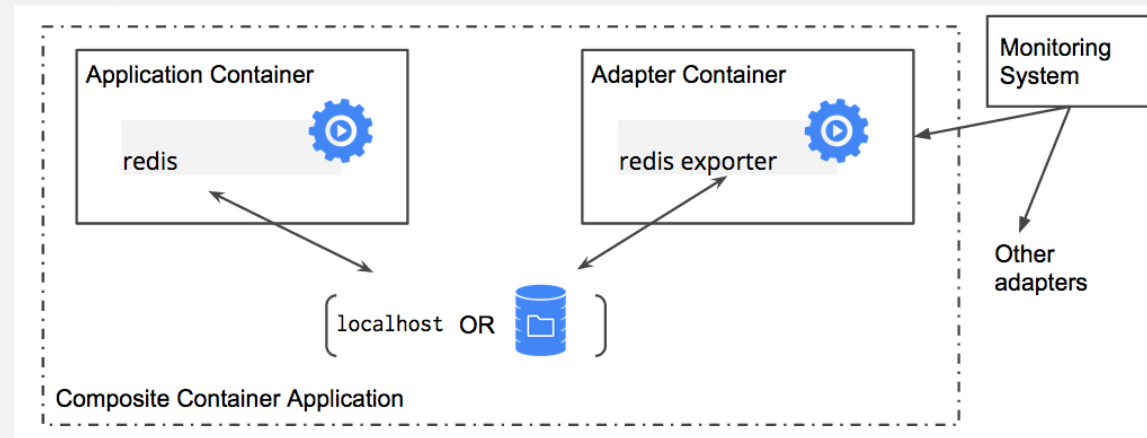 Application Container
redis
Adapter Container
redis exporter
Monitoring
System
Other
adapters
localhost OR
Composite Container Application